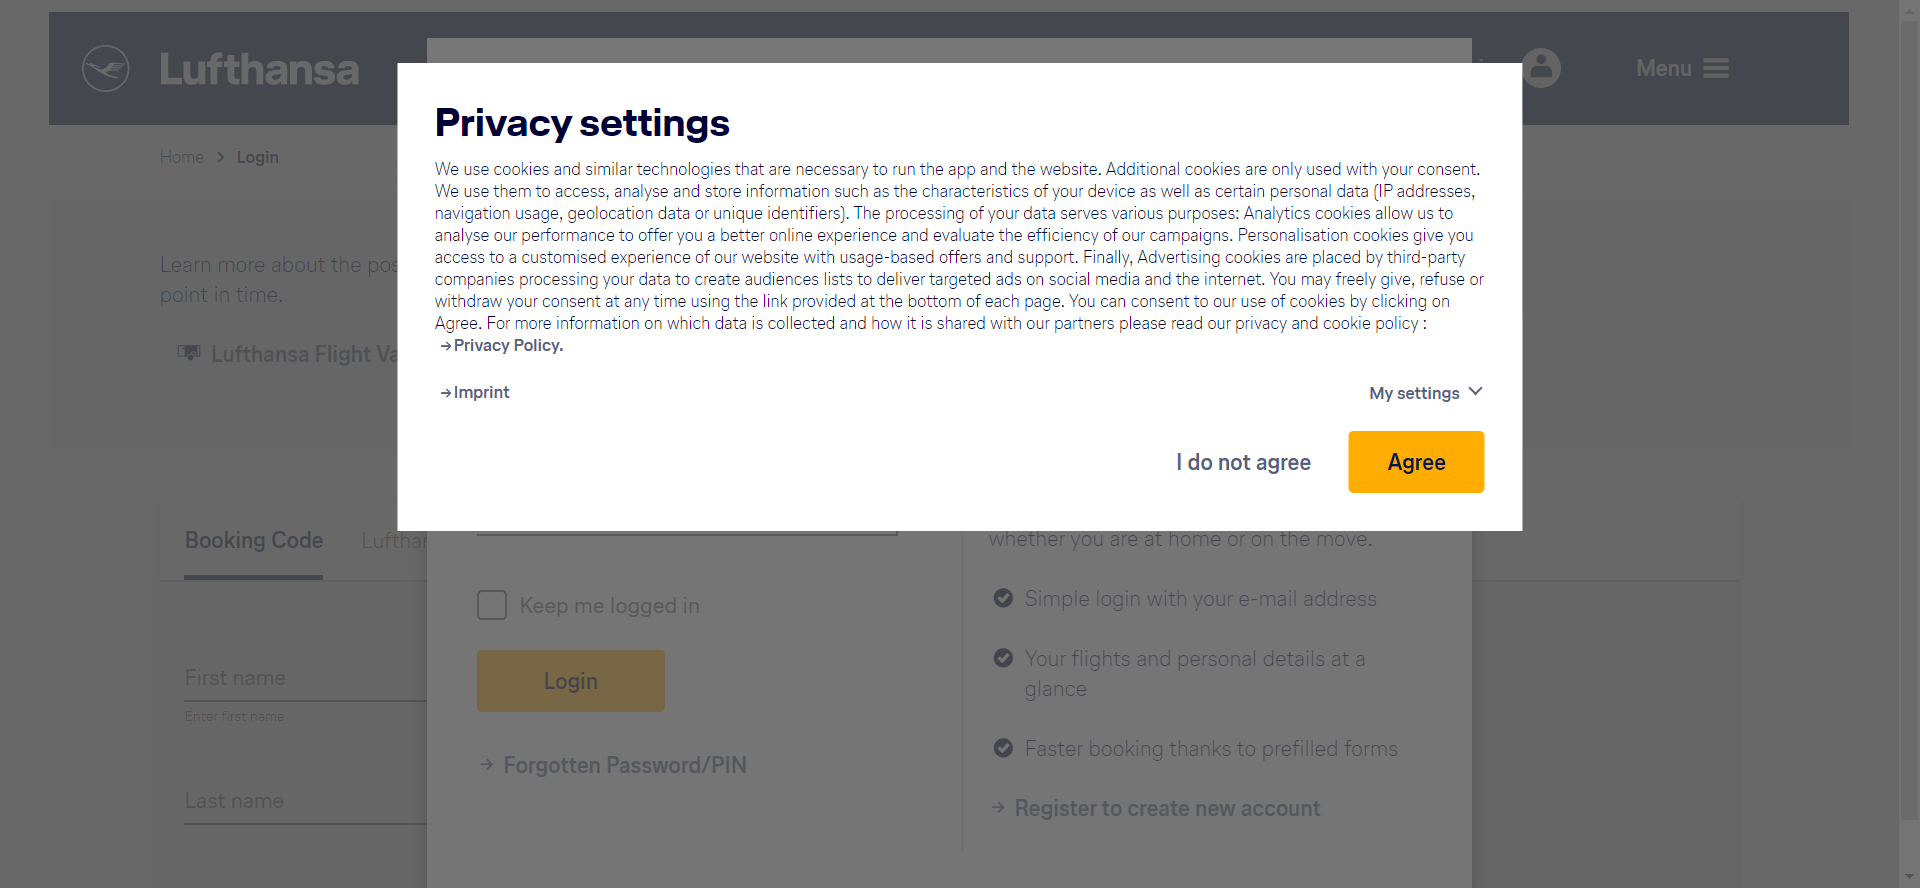 Lufthansa
Menu
Home > Login
Privacy settings
We use cookies and similar technologies that are necessary to run the app and the website. Additional cookies are only used with your consent.
We use them to access, analyse and store information such as the characteristics of your device as well as certain personal data (IP addresses,
navigation usage, geolocation data or unique identifiers). The processing of your data serves various purposes: Analytics cookies allow us to
analyse our performance to offer you a better online experience and evaluate the efficiency of our campaigns. Personalisation cookies give you
access to a customised experience of our website with usage-based offers and support. Finally, Advertising cookies are placed by third-party
companies processing your data to create audiences lists to deliver targeted ads on social media and the internet. You may freely give, refuse or
withdraw your consent at any time using the link provided at the bottom of each page. You can consent to our use of cookies by clicking on
Agree. For more information on which data is collected and how it is shared with our partners please read our privacy and cookie policy :
→Privacy Policy.
→Imprint
My settings
I do not agree
Agree
Learn more about the pos
point in time.
Lufthansa Flight Va
Booking Code
Lufthan
First name
Enter first name
Last name
Keep me logged in
Login
→ Forgotten Password/PIN
whether you are at home or on the move.
Simple login with your e-mail address
Your flights and personal details at a
glance
Faster booking thanks to prefilled forms
→ Register to create new account